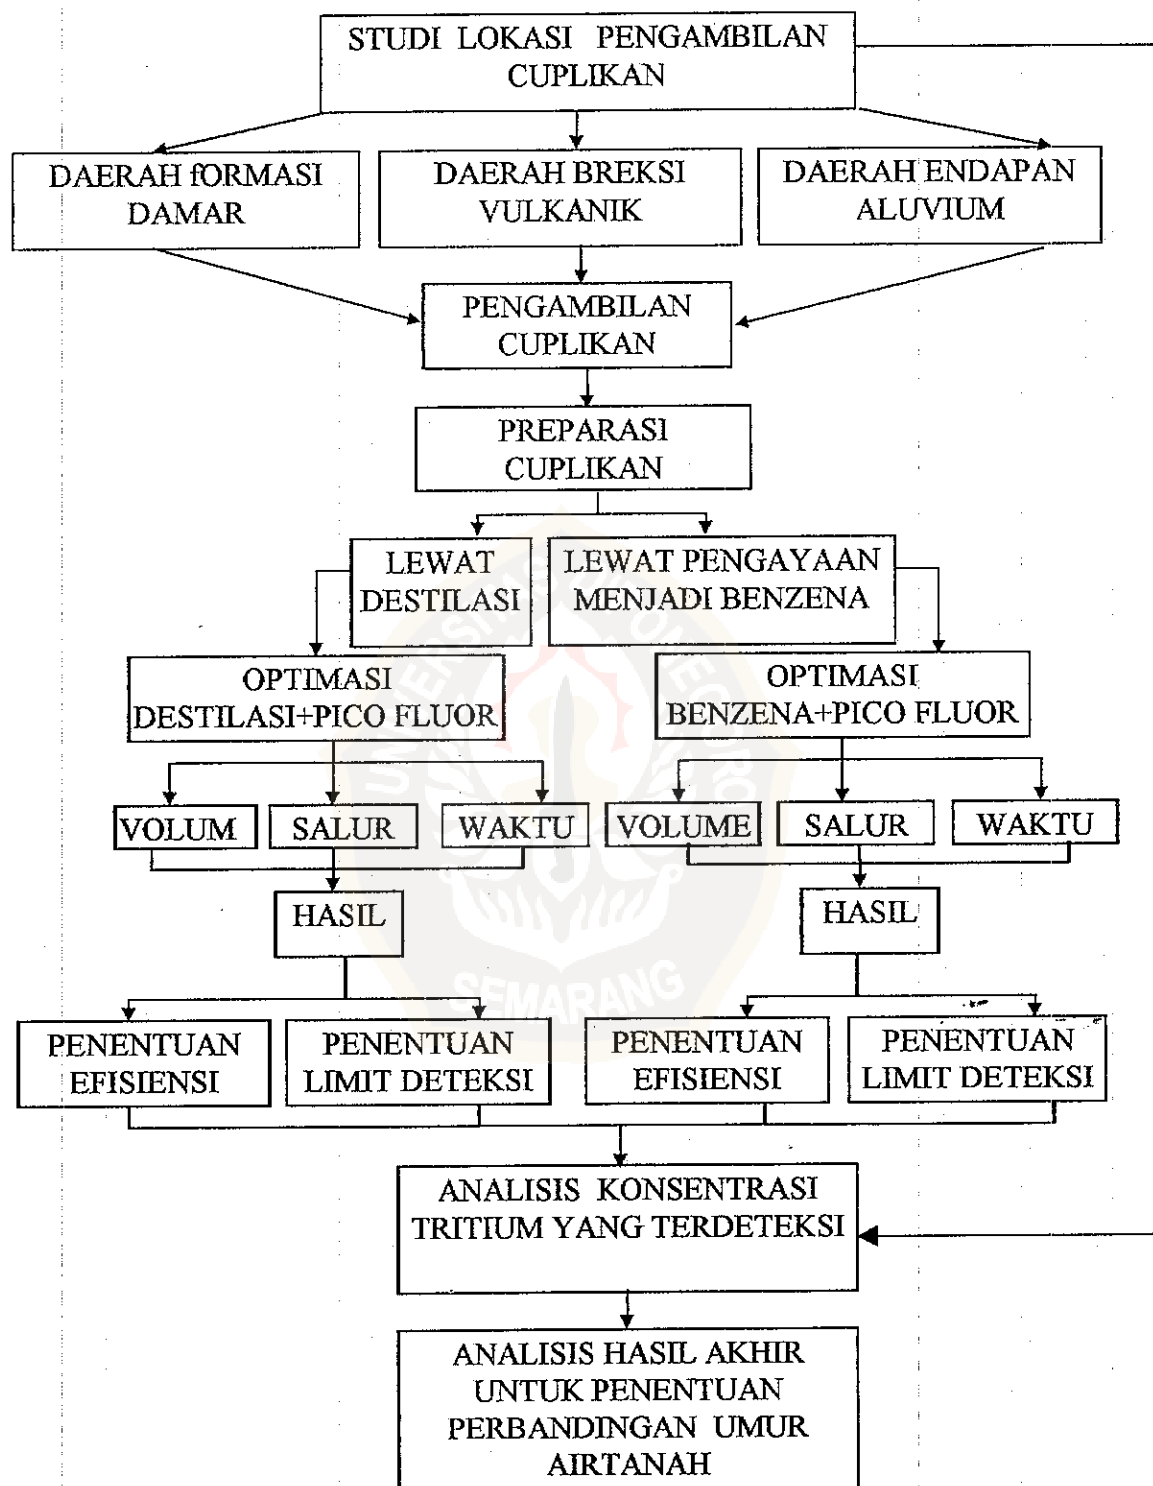 STUDI LOKASI PENGAMBILAN
CUPLIKAN
DAERAH fORMASI
DAMAR
DAERAH BREKSI
VULKANIK
DAERAH ENDAPAN
ALUVIUM
PENGAMBILAN
CUPLIKAN
PREPARASI
CUPLIKAN
LEWAT
DESTILASI
LEWAT PENGAYAAN
MENJADI BENZENA
OPTIMASI
DESTILASI+PICO FLUOR
OPTIMASI
BENZENA+PICO FLUOR
VOLUM
SALUR
WAKTU
VOLUME
SALUR
WAKTU
HASIL
HASIL
PENENTUAN
EFISIENSI
PENENTUAN
LIMIT DETEKSI
PENENTUAN
EFISIENSI
PENENTUAN
LIMIT DETEKSI
ANALISIS KONSENTRASI
TRITIUM YANG TERDETEKSI
ANALISIS HASIL AKHIR
UNTUK PENENTUAN
PERBANDINGAN UMUR
AIRTANAH
UNIVERSITAS DIPONEGORO
SEMARANG